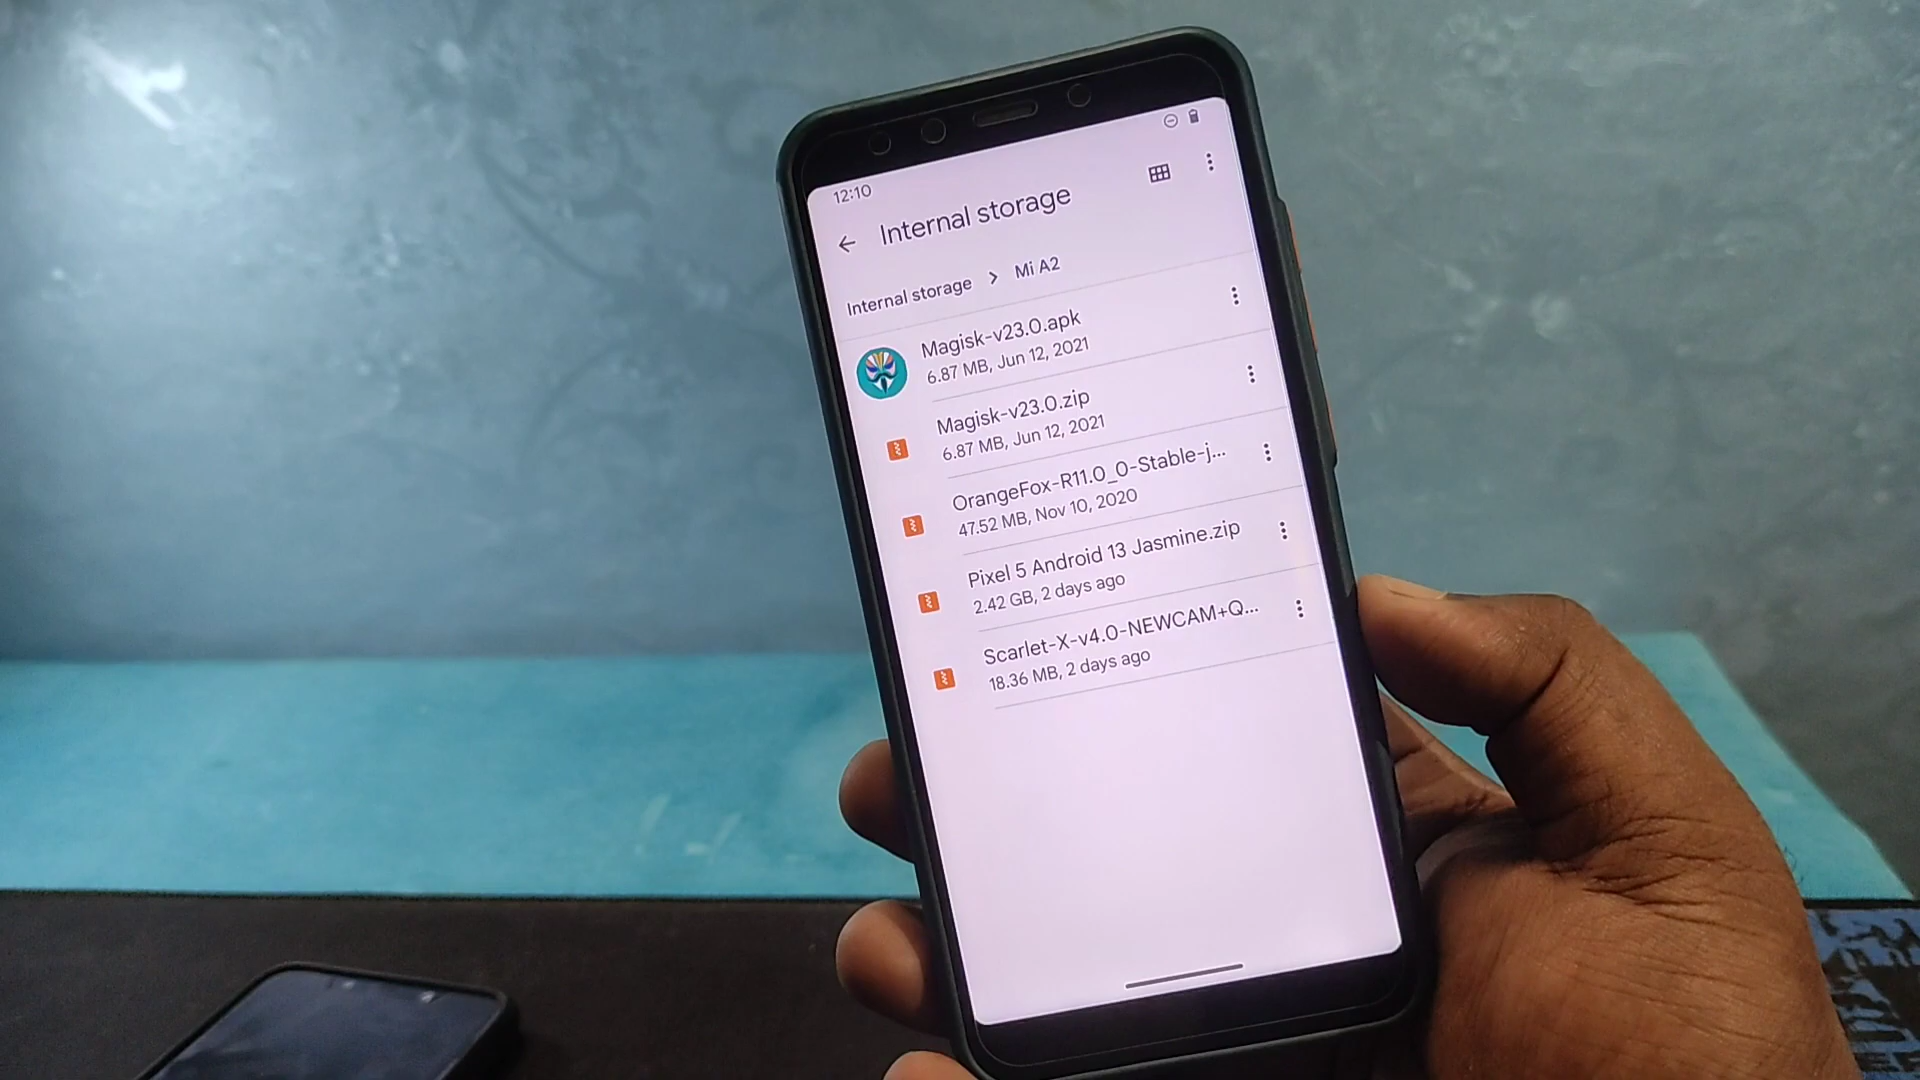 12:10
Internal storage
Internal storage > Mi A2
Magisk-v23.0.apk
6.87 MB, Jun 12, 2021
Magisk-v23.0.zip
6.87 MB, Jun 12, 2021
OrangeFox-R11.0_0-Stable-j...
47.52 MB, Nov 10, 2020
Pixel 5 Android 13 Jasmine.zip
2.42 GB, 2 days ago
Scarlet-X-v4.0-NEWCAM+Q...
18.36 MB, 2 days ago